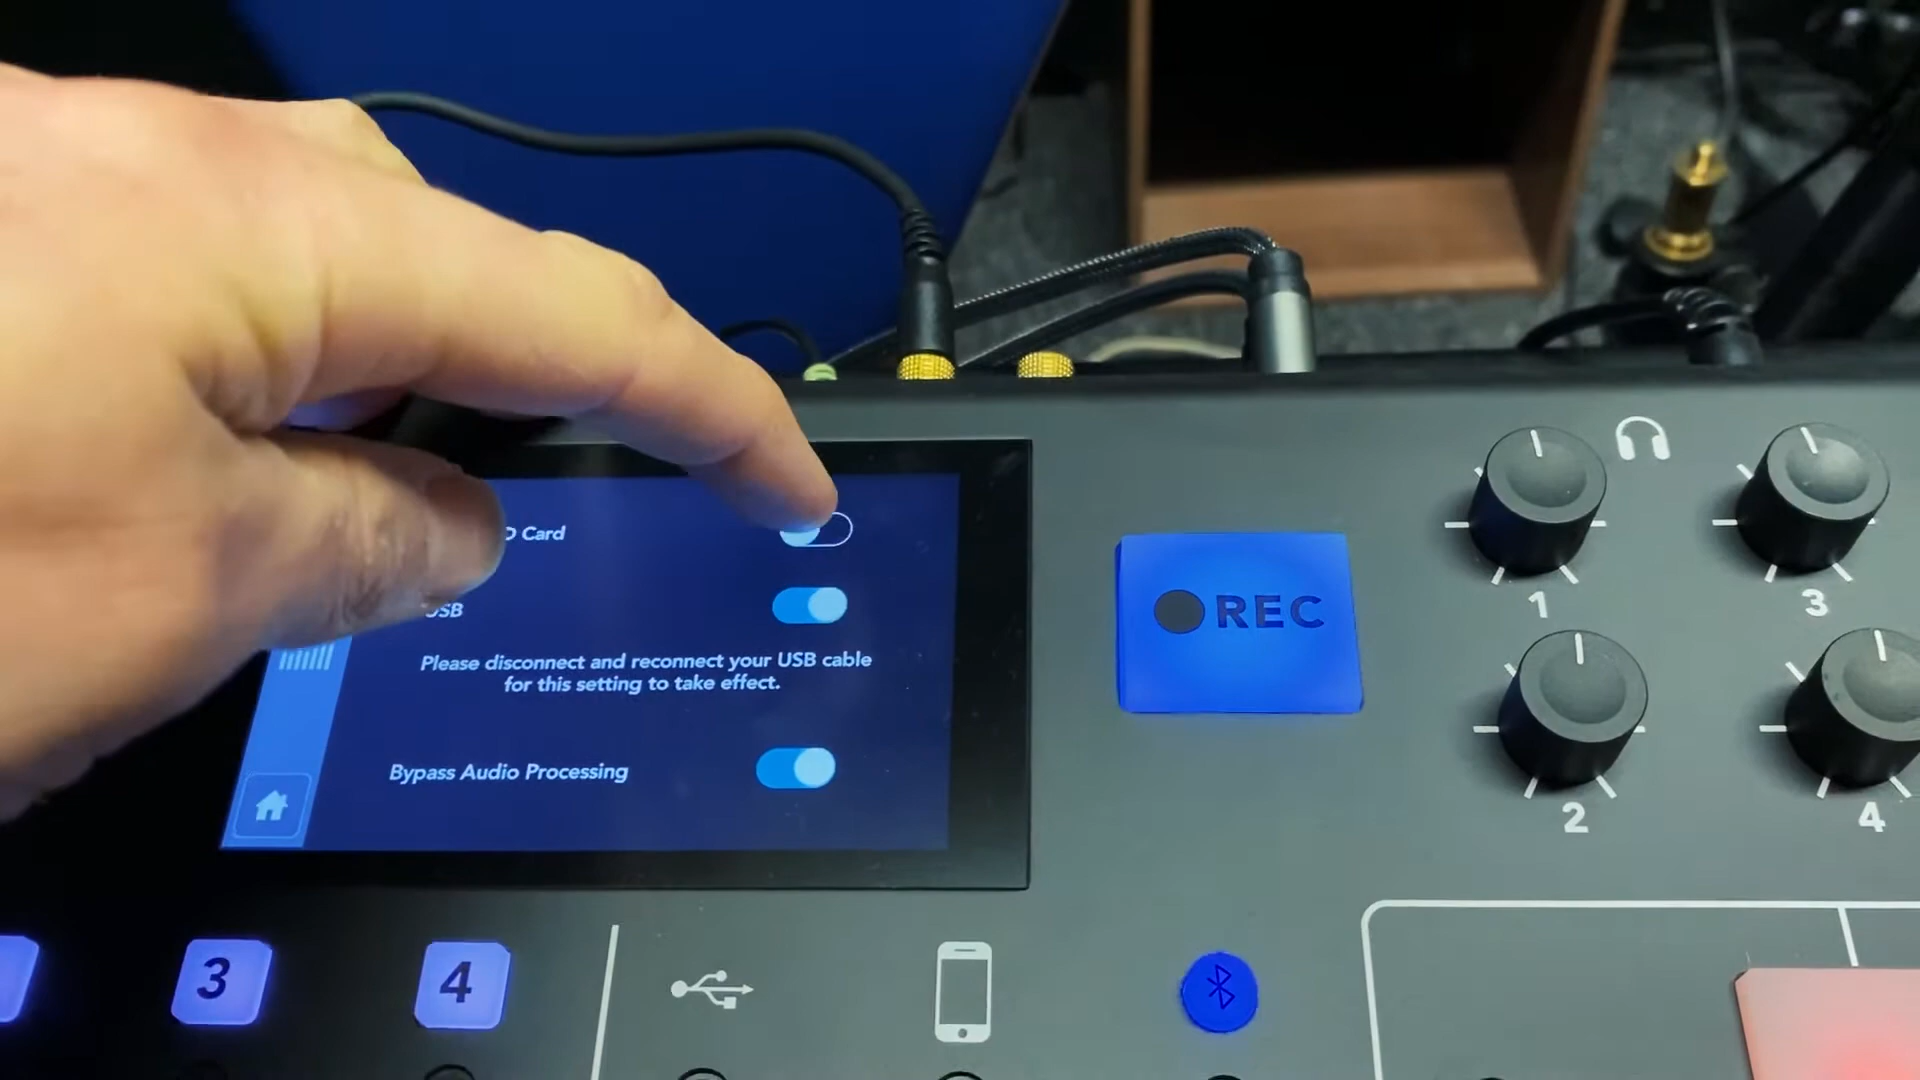 Card
USB
Please disconnect and reconnect your USB cable
for this setting to take effect.
Bypass Audio Processing
REC
1
3
2
4
3
4